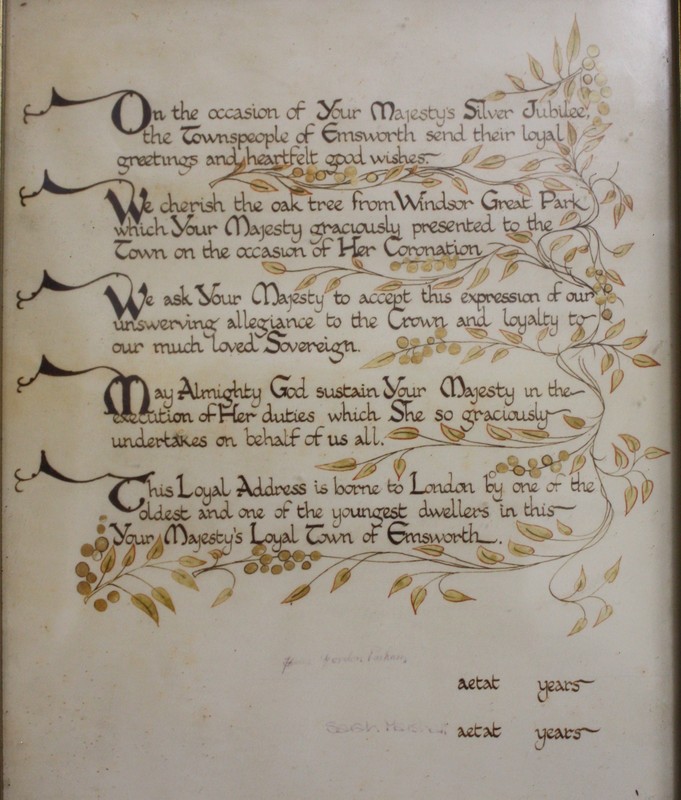 On the occasion of Your Majesty's Silver Jubilee,
the Townspeople of Emsworth send their loyal
greetings and heartfelt good wishes.
We cherish the oak tree from Windsor Great Park
which Your Majesty graciously presented to the
Town on the occasion of Her Coronation
We ask Your Majesty to accept this expression of our
unswerving allegiance to the Crown and loyalty to
our much loved Sovereign.
May Almighty God sustain Your Majesty in the
execution of Her duties which She so graciously
undertakes on behalf of us all.
This Loyal Address is borne to London by one of the
oldest and one of the youngest dwellers in this
Your Majesty's Loyal Town of Emsworth.
aetat years
aetat years